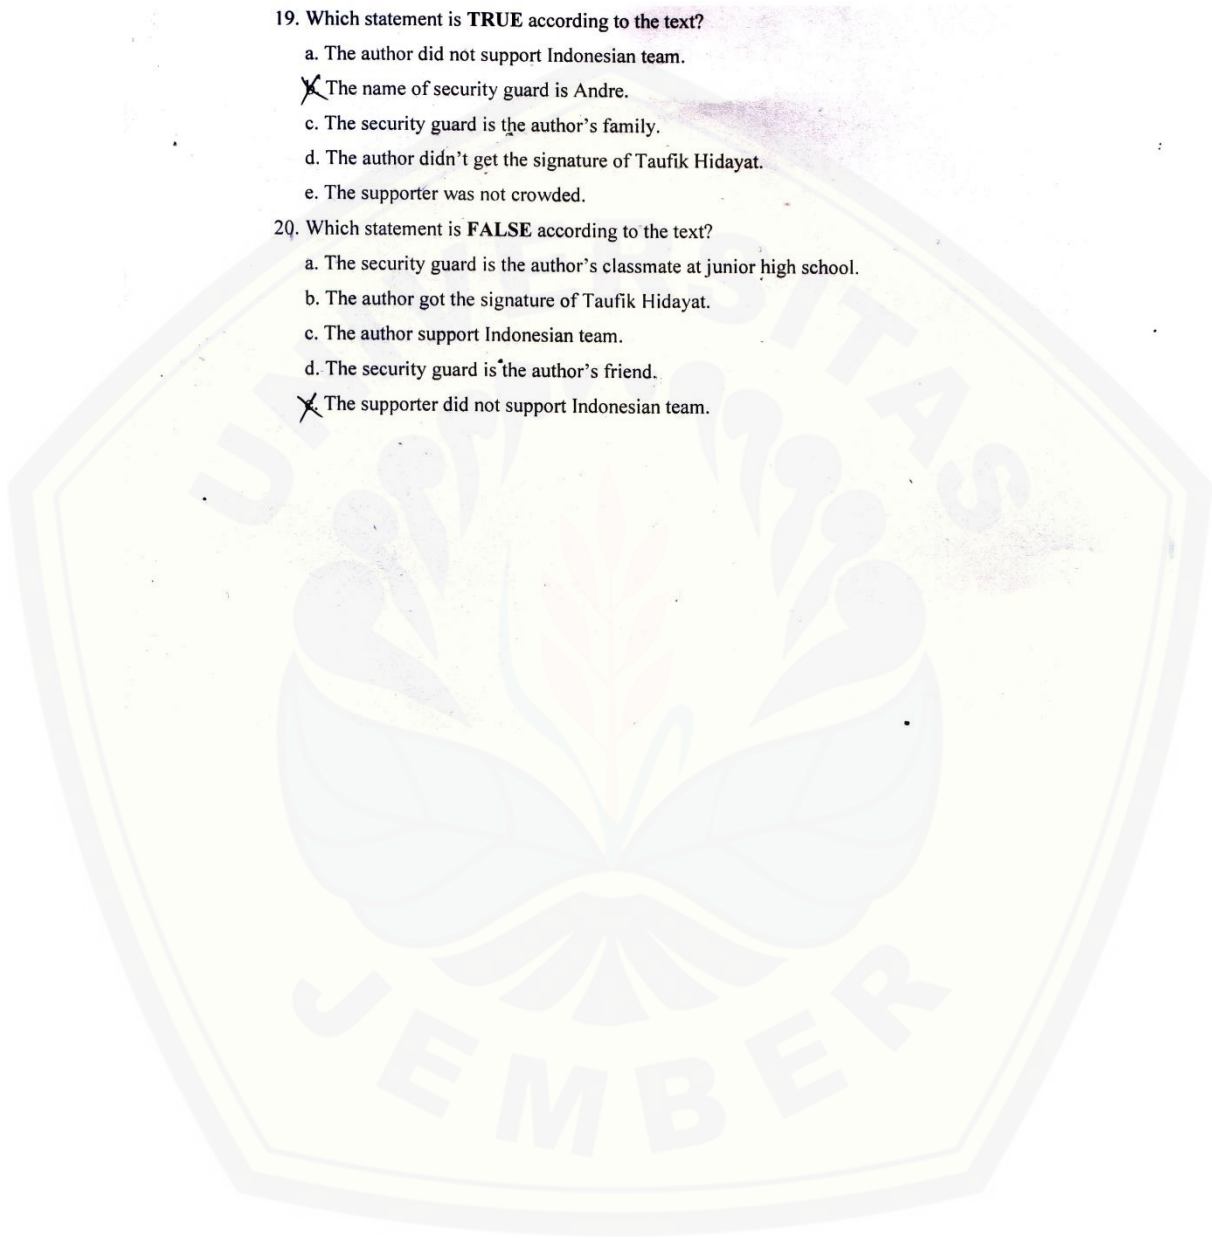 19. Which statement is TRUE according to the text?
a. The author did not support Indonesian team.
b. The name of security guard is Andre.
c. The security guard is the author's family.
d. The author didn't get the signature of Taufik Hidayat.
e. The supporter was not crowded.
20. Which statement is FALSE according to the text?
a. The security guard is the author's classmate at junior high school.
b. The author got the signature of Taufik Hidayat.
c. The author support Indonesian team.
d. The security guard is the author's friend.
e. The supporter did not support Indonesian team.
UNIVERSITAS
JEMBER